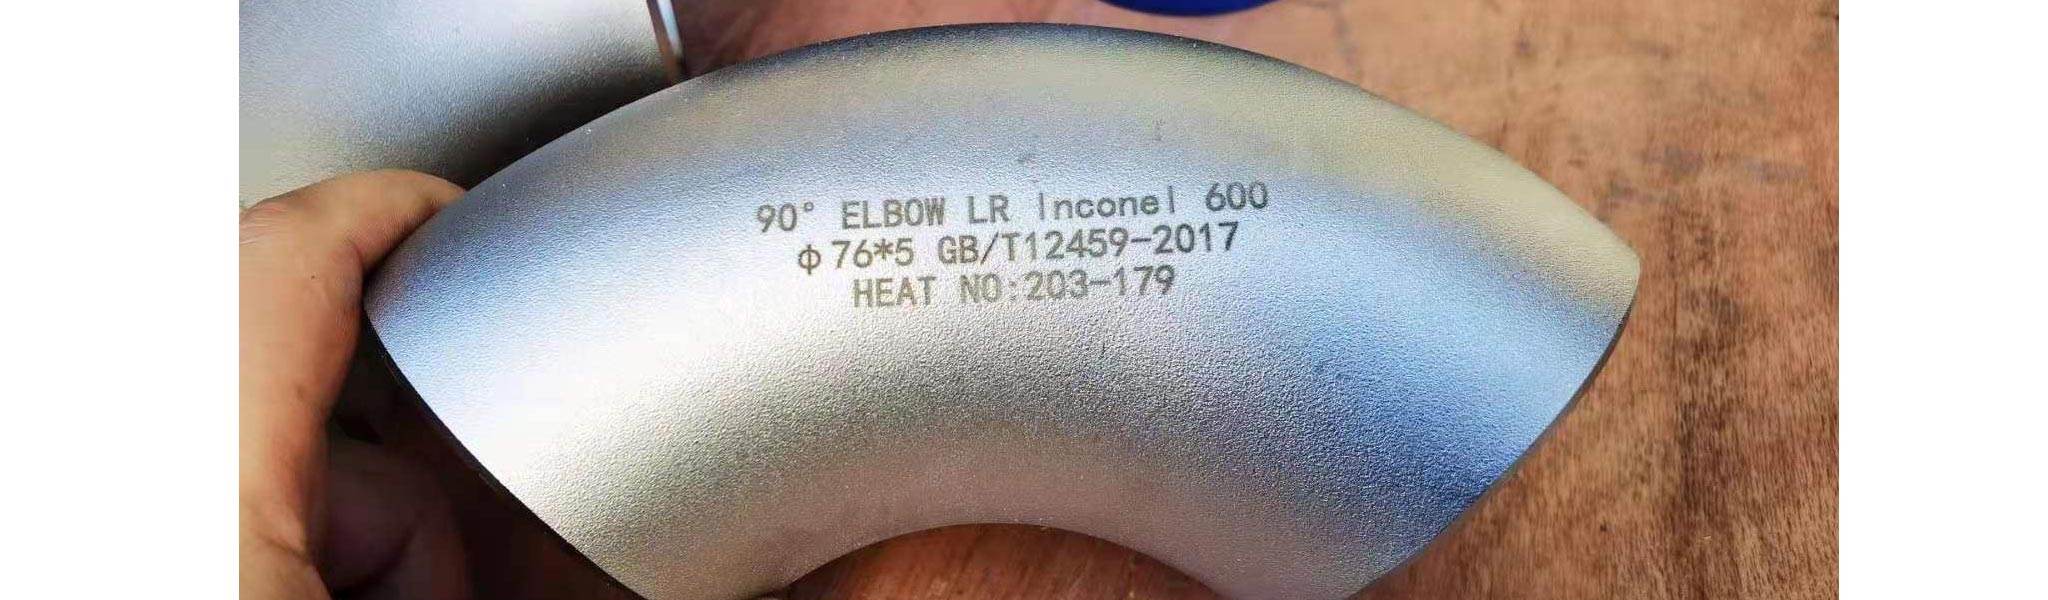 90° ELBOW LR Inconel 600
Φ76*5 GB/T12459-2017
HEAT NO:203-179